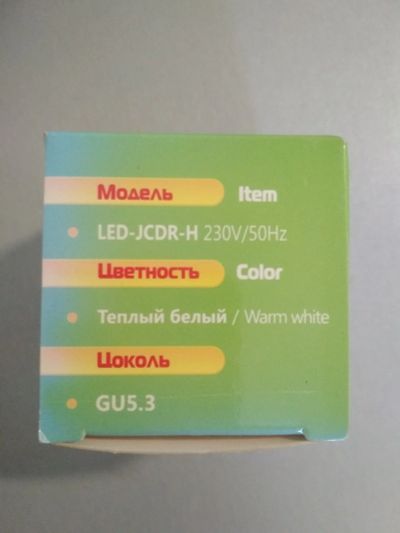 Модель Item
LED-JCDR-H 230V/50Hz
Цветность Color
Теплый белый / Warm white
Цоколь
GU5.3